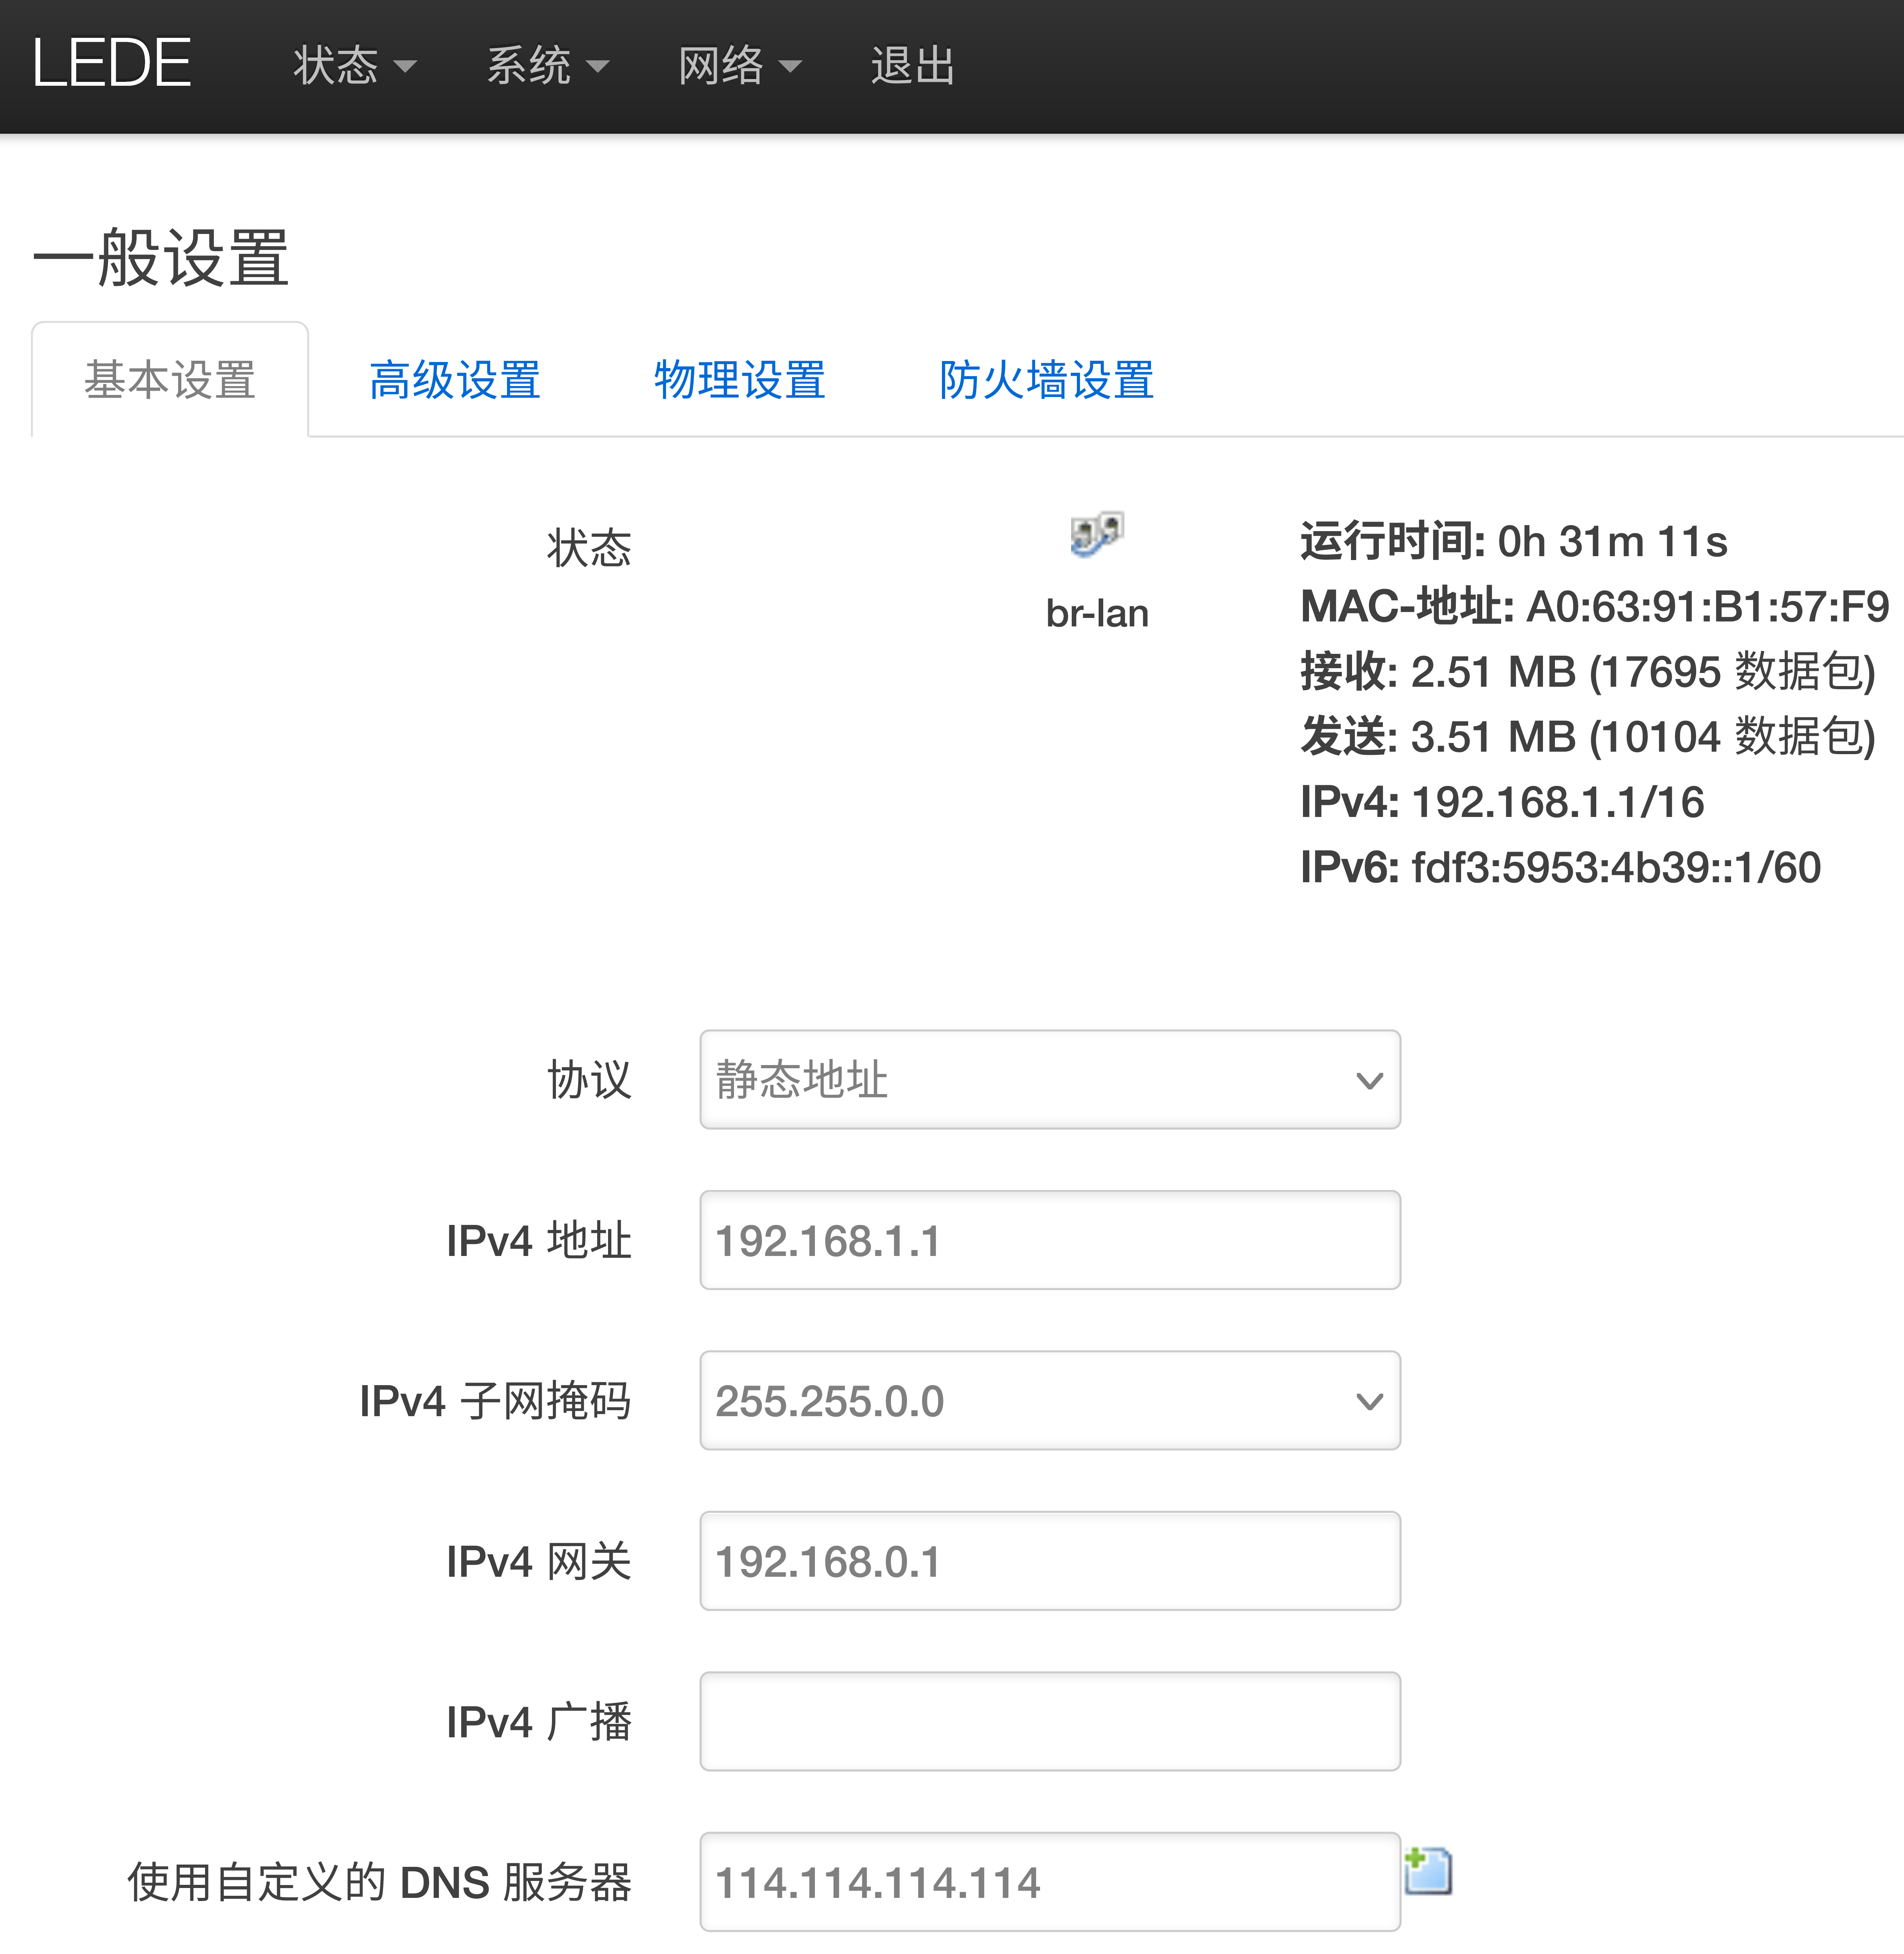 LEDE 状态 系统 网络 退出
一般设置
基本设置 高级设置 物理设置 防火墙设置
状态
br-lan
运行时间: 0h 31m 11s
MAC-地址: A0:63:91:B1:57:F9
接收: 2.51 MB (17695 数据包)
发送: 3.51 MB (10104 数据包)
IPv4: 192.168.1.1/16
IPv6: fdf3:5953:4b39::1/60
协议 静态地址
IPv4 地址 192.168.1.1
IPv4 子网掩码 255.255.0.0
IPv4 网关 192.168.0.1
IPv4 广播
使用自定义的 DNS 服务器 114.114.114.114